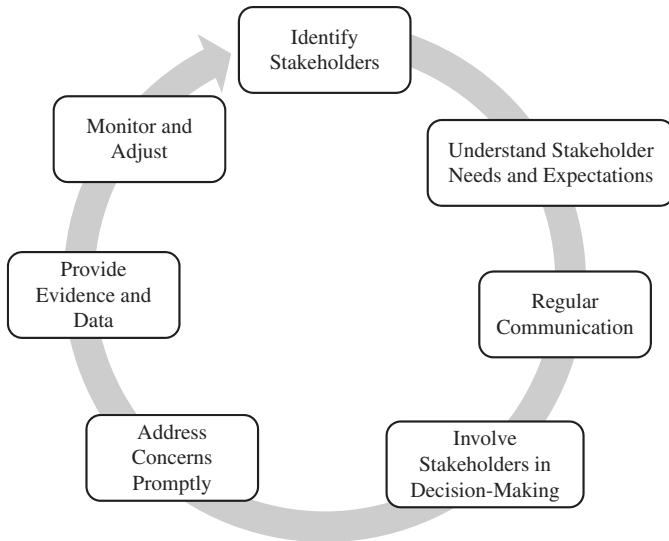 Identify
Stakeholders
Understand Stakeholder
Needs and Expectations
Regular
Communication
Involve
Stakeholders in
Decision-Making
Address
Concerns
Promptly
Provide
Evidence and
Data
Monitor and
Adjust